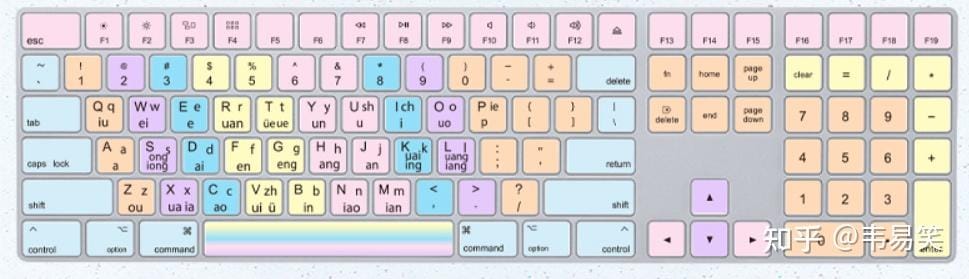 esc F1 F2 F3 F4 F5 F6 F7 F8 F9 F10 F11 F12 F13 F14 F15 F16 F17 F18 F19
~ ! @ # $ % ^ & * ( ) - +
` 1 2 3 4 5 6 7 8 9 0 - = delete fn home page up clear = / *
Q q W w E e R r T t Y y U sh I ch O o P ie { } |
tab iu ei e uan üeue un u i uo p [ ] \ delete end page down 7 8 9 −
A a S s D d F f G g H h J j K k L l : "
caps lock a ong iong ai en eng ang an uai ing uang iang ; ' return 4 5 6 +
Z z X x C c V zh B b N n M m < > ?
shift ou ua ia ao ui ü in iao ian , . / shift 1 2 3
control option command command option control 0 enter
知乎 @韦易笑